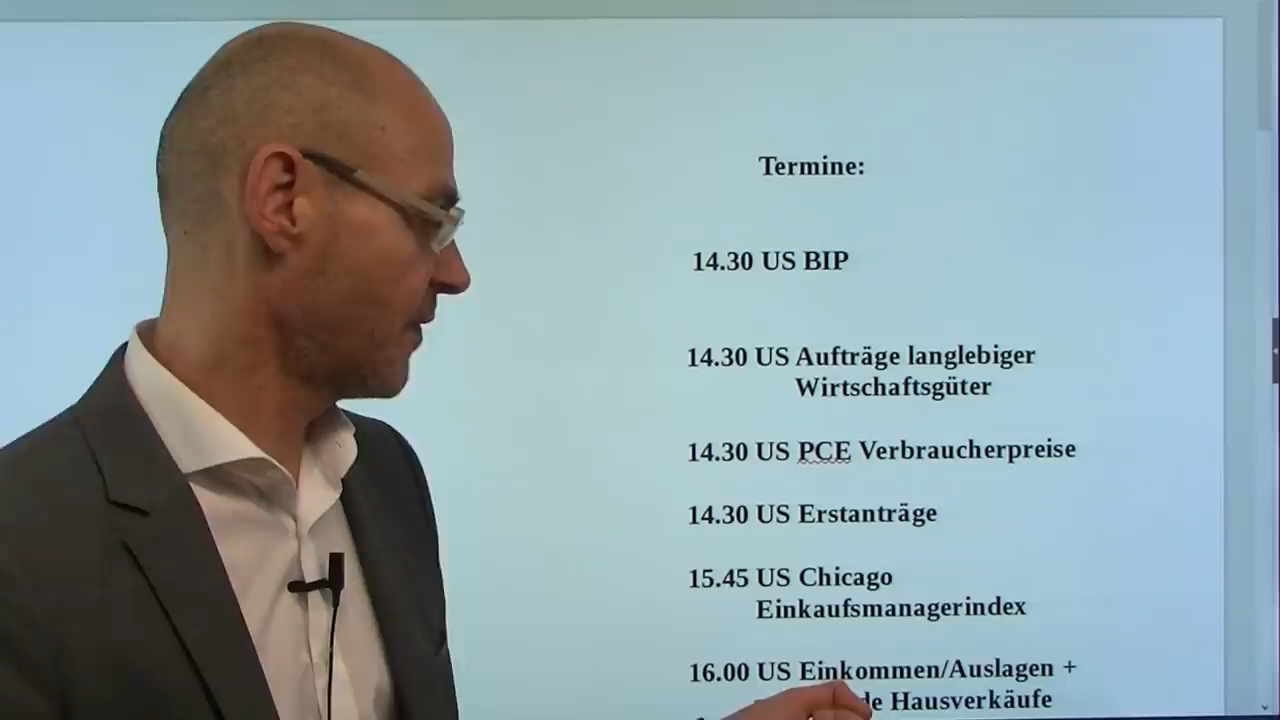 Termine:
14.30 US BIP
14.30 US Aufträge langlebiger
Wirtschaftsgüter
14.30 US PCE Verbraucherpreise
14.30 US Erstanträge
15.45 US Chicago
Einkaufsmanagerindex
16.00 US Einkommen/Auslagen +
Hausverkäufe